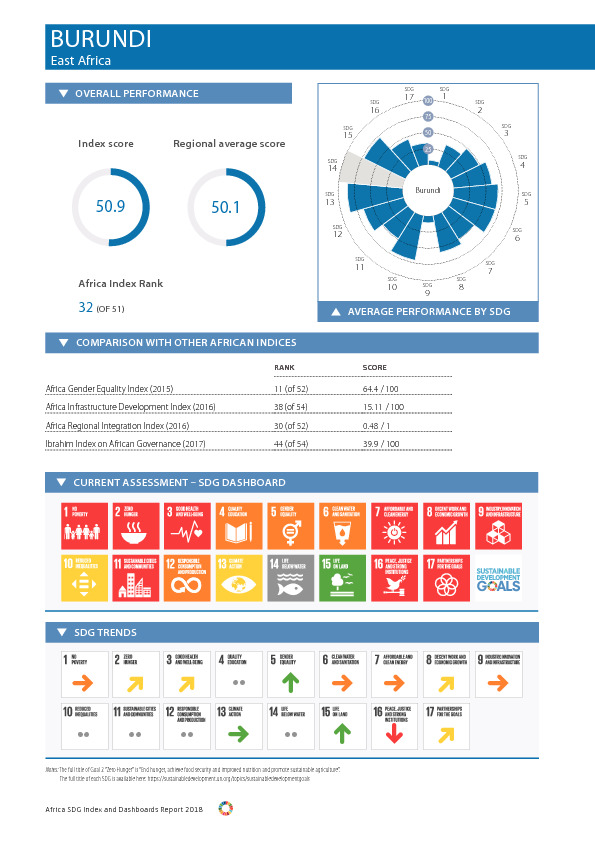 BURUNDI
East Africa
OVERALL PERFORMANCE
Index score
Regional average score
50.9
50.1
Africa Index Rank
32 (OF 51)
SDG 1
SDG 2
SDG 3
SDG 4
SDG 5
SDG 6
SDG 7
SDG 8
SDG 9
SDG 10
SDG 11
SDG 12
SDG 13
SDG 14
SDG 15
SDG 16
SDG 17
100
75
50
25
Burundi
AVERAGE PERFORMANCE BY SDG
COMPARISON WITH OTHER AFRICAN INDICES
RANK SCORE
Africa Gender Equality Index (2015) 11 (of 52) 64.4 / 100
Africa Infrastructure Development Index (2016) 38 (of 54) 15.11 / 100
Africa Regional Integration Index (2016) 30 (of 52) 0.48 / 1
Ibrahim Index on African Governance (2017) 44 (of 54) 39.9 / 100
CURRENT ASSESSMENT – SDG DASHBOARD
1 NO POVERTY
2 ZERO HUNGER
3 GOOD HEALTH AND WELL-BEING
4 QUALITY EDUCATION
5 GENDER EQUALITY
6 CLEAN WATER AND SANITATION
7 AFFORDABLE AND CLEAN ENERGY
8 DECENT WORK AND ECONOMIC GROWTH
9 INDUSTRY, INNOVATION AND INFRASTRUCTURE
10 REDUCED INEQUALITIES
11 SUSTAINABLE CITIES AND COMMUNITIES
12 RESPONSIBLE CONSUMPTION AND PRODUCTION
13 CLIMATE ACTION
14 LIFE BELOW WATER
15 LIFE ON LAND
16 PEACE, JUSTICE AND STRONG INSTITUTIONS
17 PARTNERSHIPS FOR THE GOALS
SUSTAINABLE
DEVELOPMENT
GOALS
SDG TRENDS
1 NO POVERTY
2 ZERO HUNGER
3 GOOD HEALTH AND WELL-BEING
4 QUALITY EDUCATION
5 GENDER EQUALITY
6 CLEAN WATER AND SANITATION
7 AFFORDABLE AND CLEAN ENERGY
8 DECENT WORK AND ECONOMIC GROWTH
9 INDUSTRY, INNOVATION AND INFRASTRUCTURE
10 REDUCED INEQUALITIES
11 SUSTAINABLE CITIES AND COMMUNITIES
12 RESPONSIBLE CONSUMPTION AND PRODUCTION
13 CLIMATE ACTION
14 LIFE BELOW WATER
15 LIFE ON LAND
16 PEACE, JUSTICE AND STRONG INSTITUTIONS
17 PARTNERSHIPS FOR THE GOALS
Notes: The full title of Goal 2 "Zero Hunger" is "End hunger, achieve food security and improved nutrition and promote sustainable agriculture".
The full title of each SDG is available here: https://sustainabledevelopment.un.org/topics/sustainabledevelopmentgoals
Africa SDG Index and Dashboards Report 2018